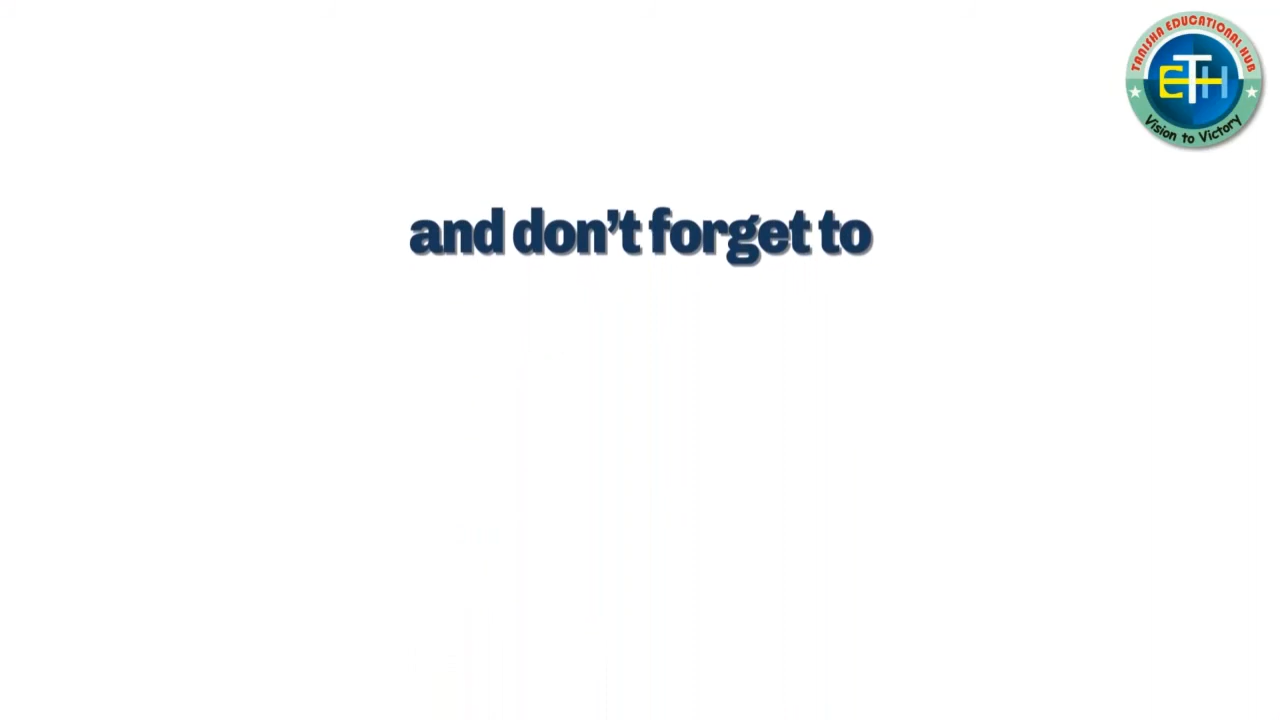 TANISHA EDUCATIONAL HUB
ETH
Vision to Victory
and don't forget to